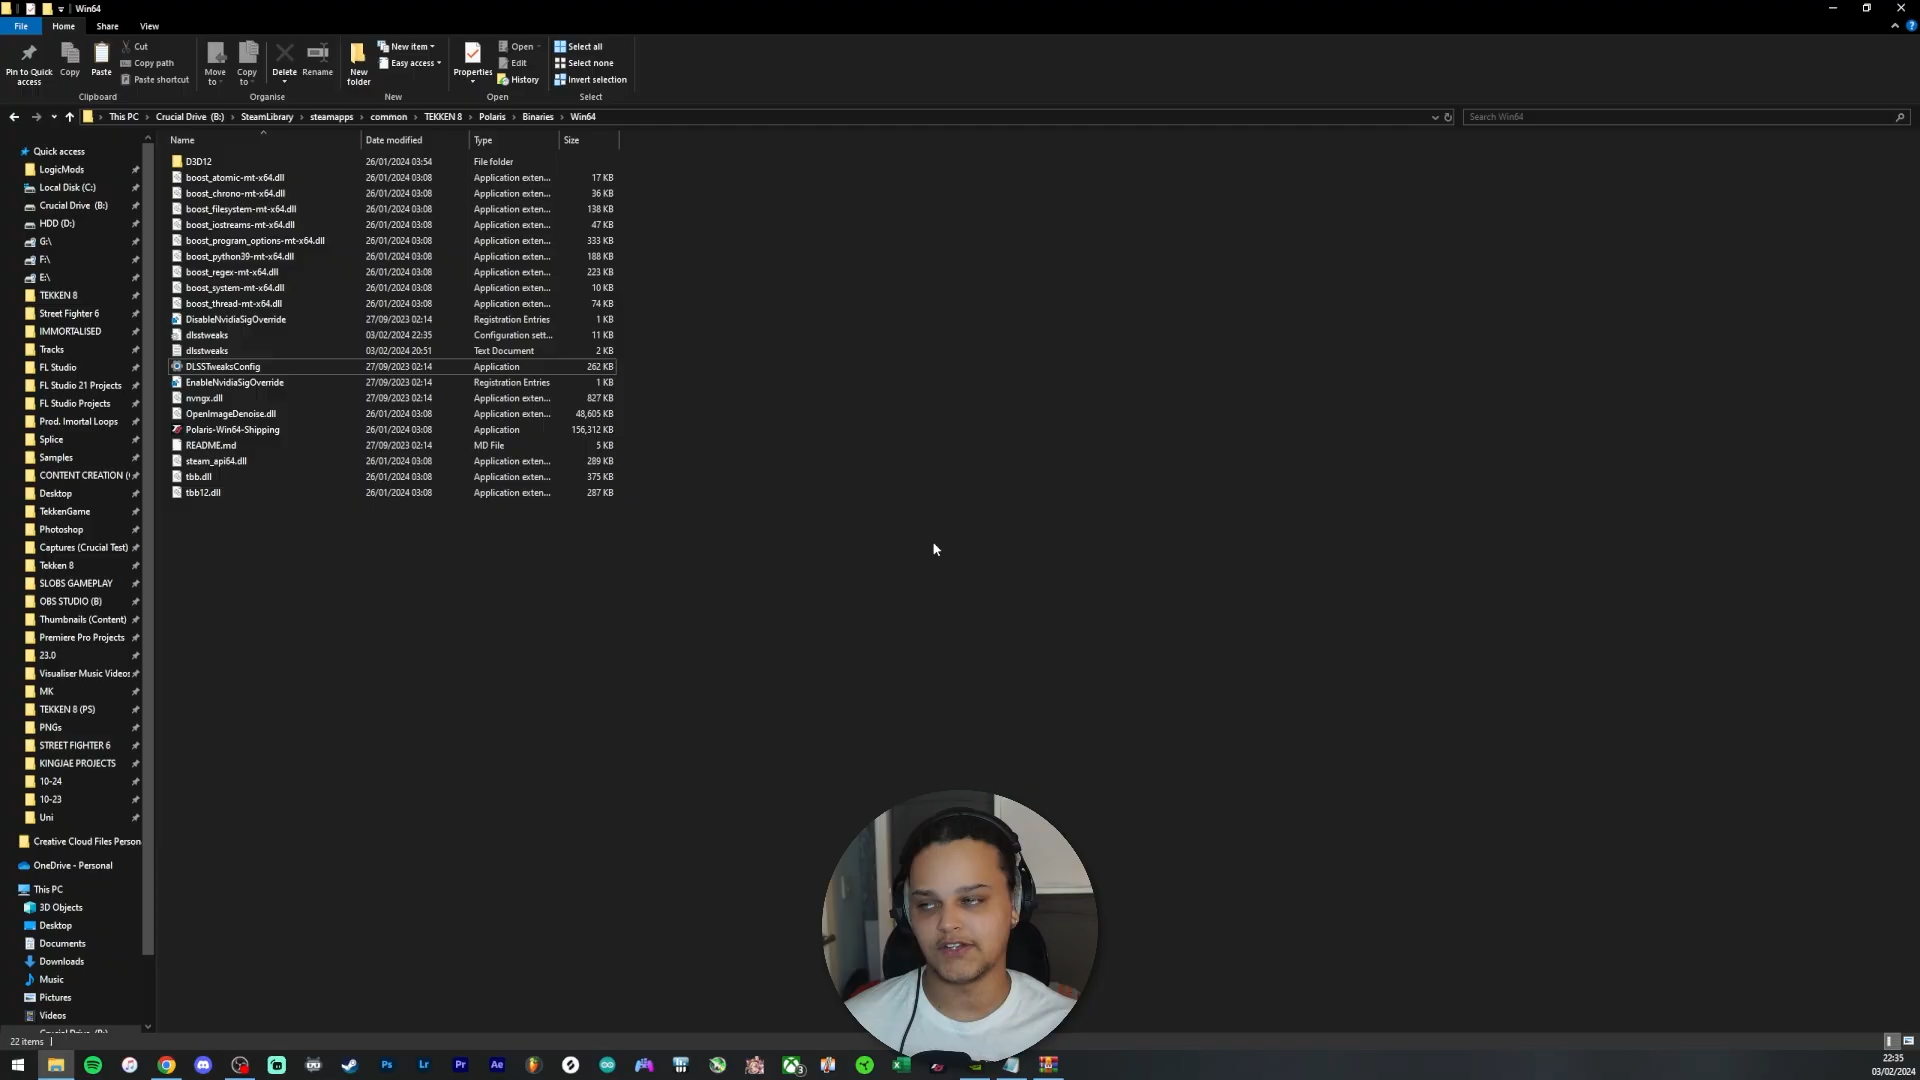 Win64
File
Home
Share
View
Pin to Quick access
Copy
Paste
Cut
Copy path
Paste shortcut
Clipboard
Move to
Copy to
Delete
Rename
Organise
New folder
New item
Easy access
New
Properties
Open
Edit
History
Open
Select all
Select none
Invert selection
Select
This PC > Crucial Drive (B:) > SteamLibrary > steamapps > common > TEKKEN 8 > Polaris > Binaries > Win64
Search Win64
Name Date modified Type Size
D3D12 26/01/2024 03:54 File folder
boost_atomic-mt-x64.dll 26/01/2024 03:08 Application exten... 17 KB
boost_chrono-mt-x64.dll 26/01/2024 03:08 Application exten... 36 KB
boost_filesystem-mt-x64.dll 26/01/2024 03:08 Application exten... 138 KB
boost_iostreams-mt-x64.dll 26/01/2024 03:08 Application exten... 47 KB
boost_program_options-mt-x64.dll 26/01/2024 03:08 Application exten... 333 KB
boost_python39-mt-x64.dll 26/01/2024 03:08 Application exten... 188 KB
boost_regex-mt-x64.dll 26/01/2024 03:08 Application exten... 223 KB
boost_system-mt-x64.dll 26/01/2024 03:08 Application exten... 10 KB
boost_thread-mt-x64.dll 26/01/2024 03:08 Application exten... 74 KB
DisableNvidiaSigOverride 27/09/2023 02:14 Registration Entries 1 KB
dlsstweaks 03/02/2024 22:35 Configuration sett... 11 KB
dlsstweaks 03/02/2024 20:51 Text Document 2 KB
DLSSTweaksConfig 27/09/2023 02:14 Application 262 KB
EnableNvidiaSigOverride 27/09/2023 02:14 Registration Entries 1 KB
nvngx.dll 27/09/2023 02:14 Application exten... 827 KB
OpenImageDenoise.dll 26/01/2024 03:08 Application exten... 48,605 KB
Polaris-Win64-Shipping 26/01/2024 03:08 Application 156,312 KB
README.md 27/09/2023 02:14 MD File 5 KB
steam_api64.dll 26/01/2024 03:08 Application exten... 289 KB
tbb.dll 26/01/2024 03:08 Application exten... 375 KB
tbb12.dll 26/01/2024 03:08 Application exten... 287 KB
Quick access
LogicMods
Local Disk (C:)
Crucial Drive (B:)
HDD (D:)
G:\
F:\
E:\
TEKKEN 8
Street Fighter 6
IMMORTALISED
Tracks
FL Studio
FL Studio 21 Projects
FL Studio Projects
Prod. Imortal Loops
Splice
Samples
CONTENT CREATION (
Desktop
TekkenGame
Photoshop
Captures (Crucial Test)
Tekken 8
SLOBS GAMEPLAY
OBS STUDIO (B)
Thumbnails (Content)
Premiere Pro Projects
23.0
Visualiser Music Videos
MK
TEKKEN 8 (PS)
PNGs
STREET FIGHTER 6
KINGJAE PROJECTS
10-24
10-23
Uni
Creative Cloud Files Person
OneDrive - Personal
This PC
3D Objects
Desktop
Documents
Downloads
Music
Pictures
Videos
Crucial Drive (B:)
22 items
Ps
Lr
Pr
Ae
3
22:35
03/02/2024